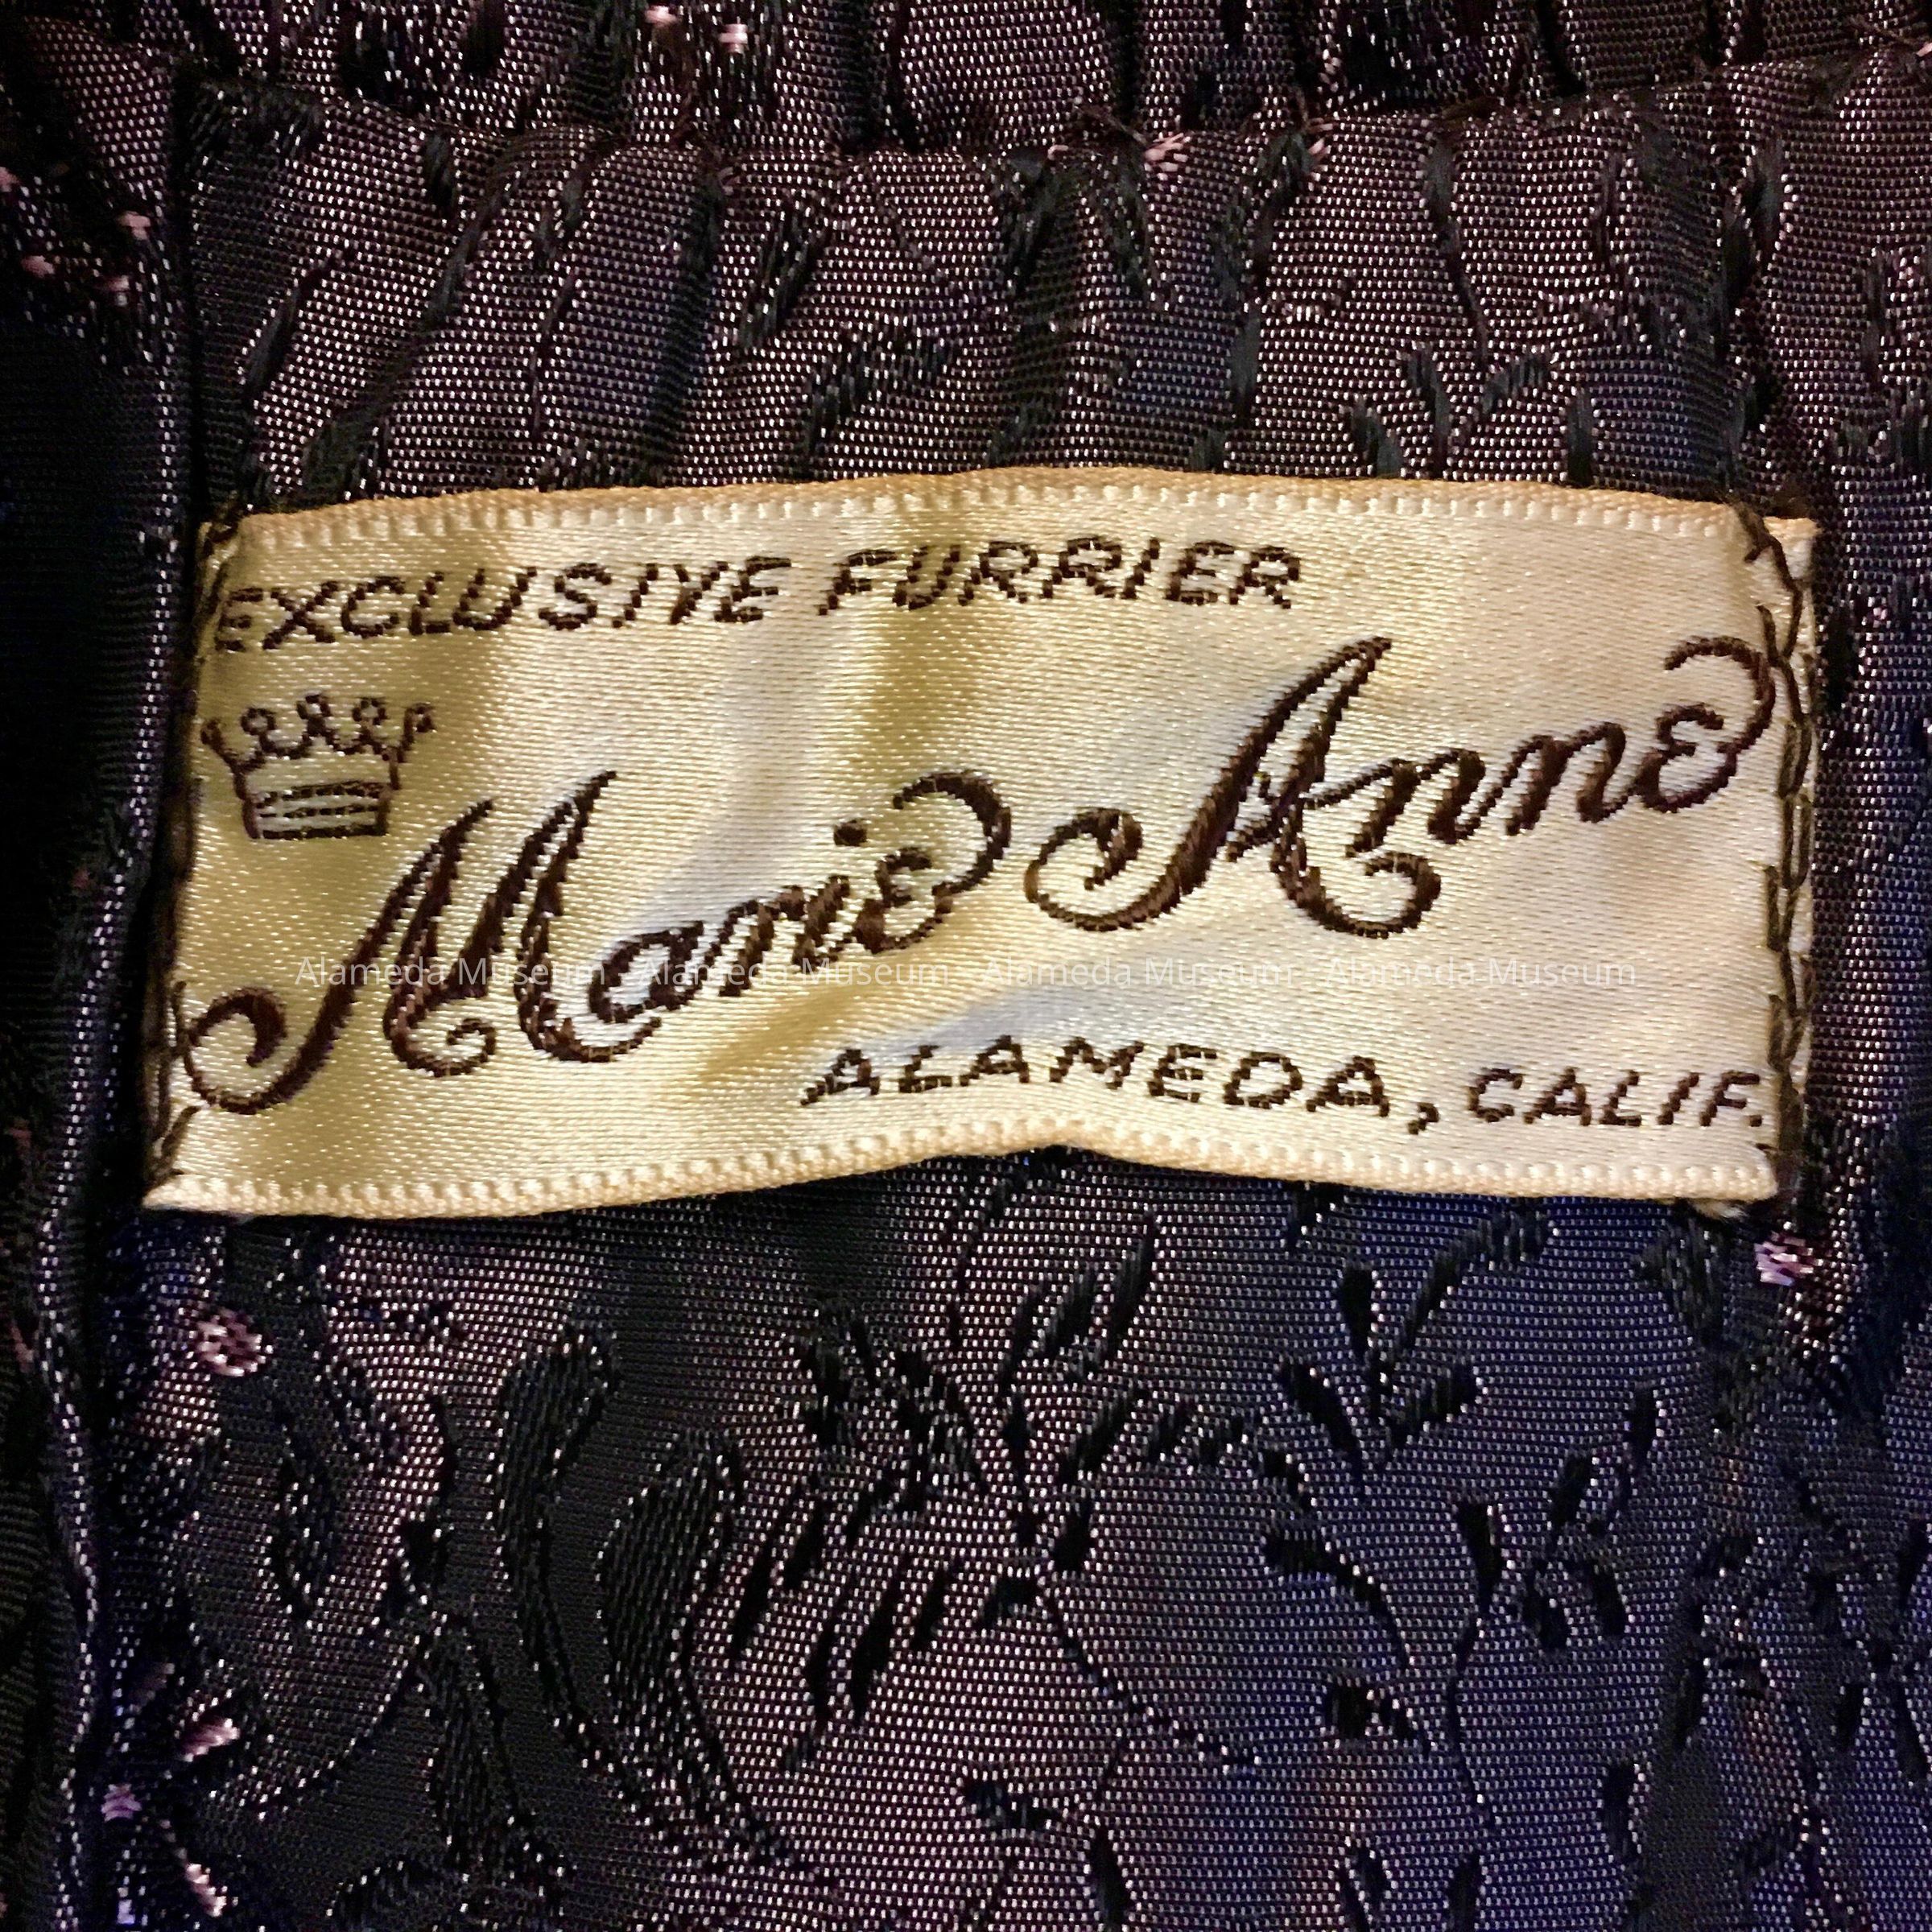 EXCLUSIVE FURRIER
Marie Anne
Alameda Museum - Alameda Museum - Alameda Museum - Alameda Museum
ALAMEDA, CALIF.